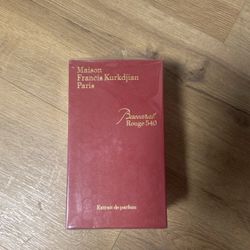 Maison
Francis Kurkdjian
Paris
Baccarat
Rouge 540
Extrait de parfum